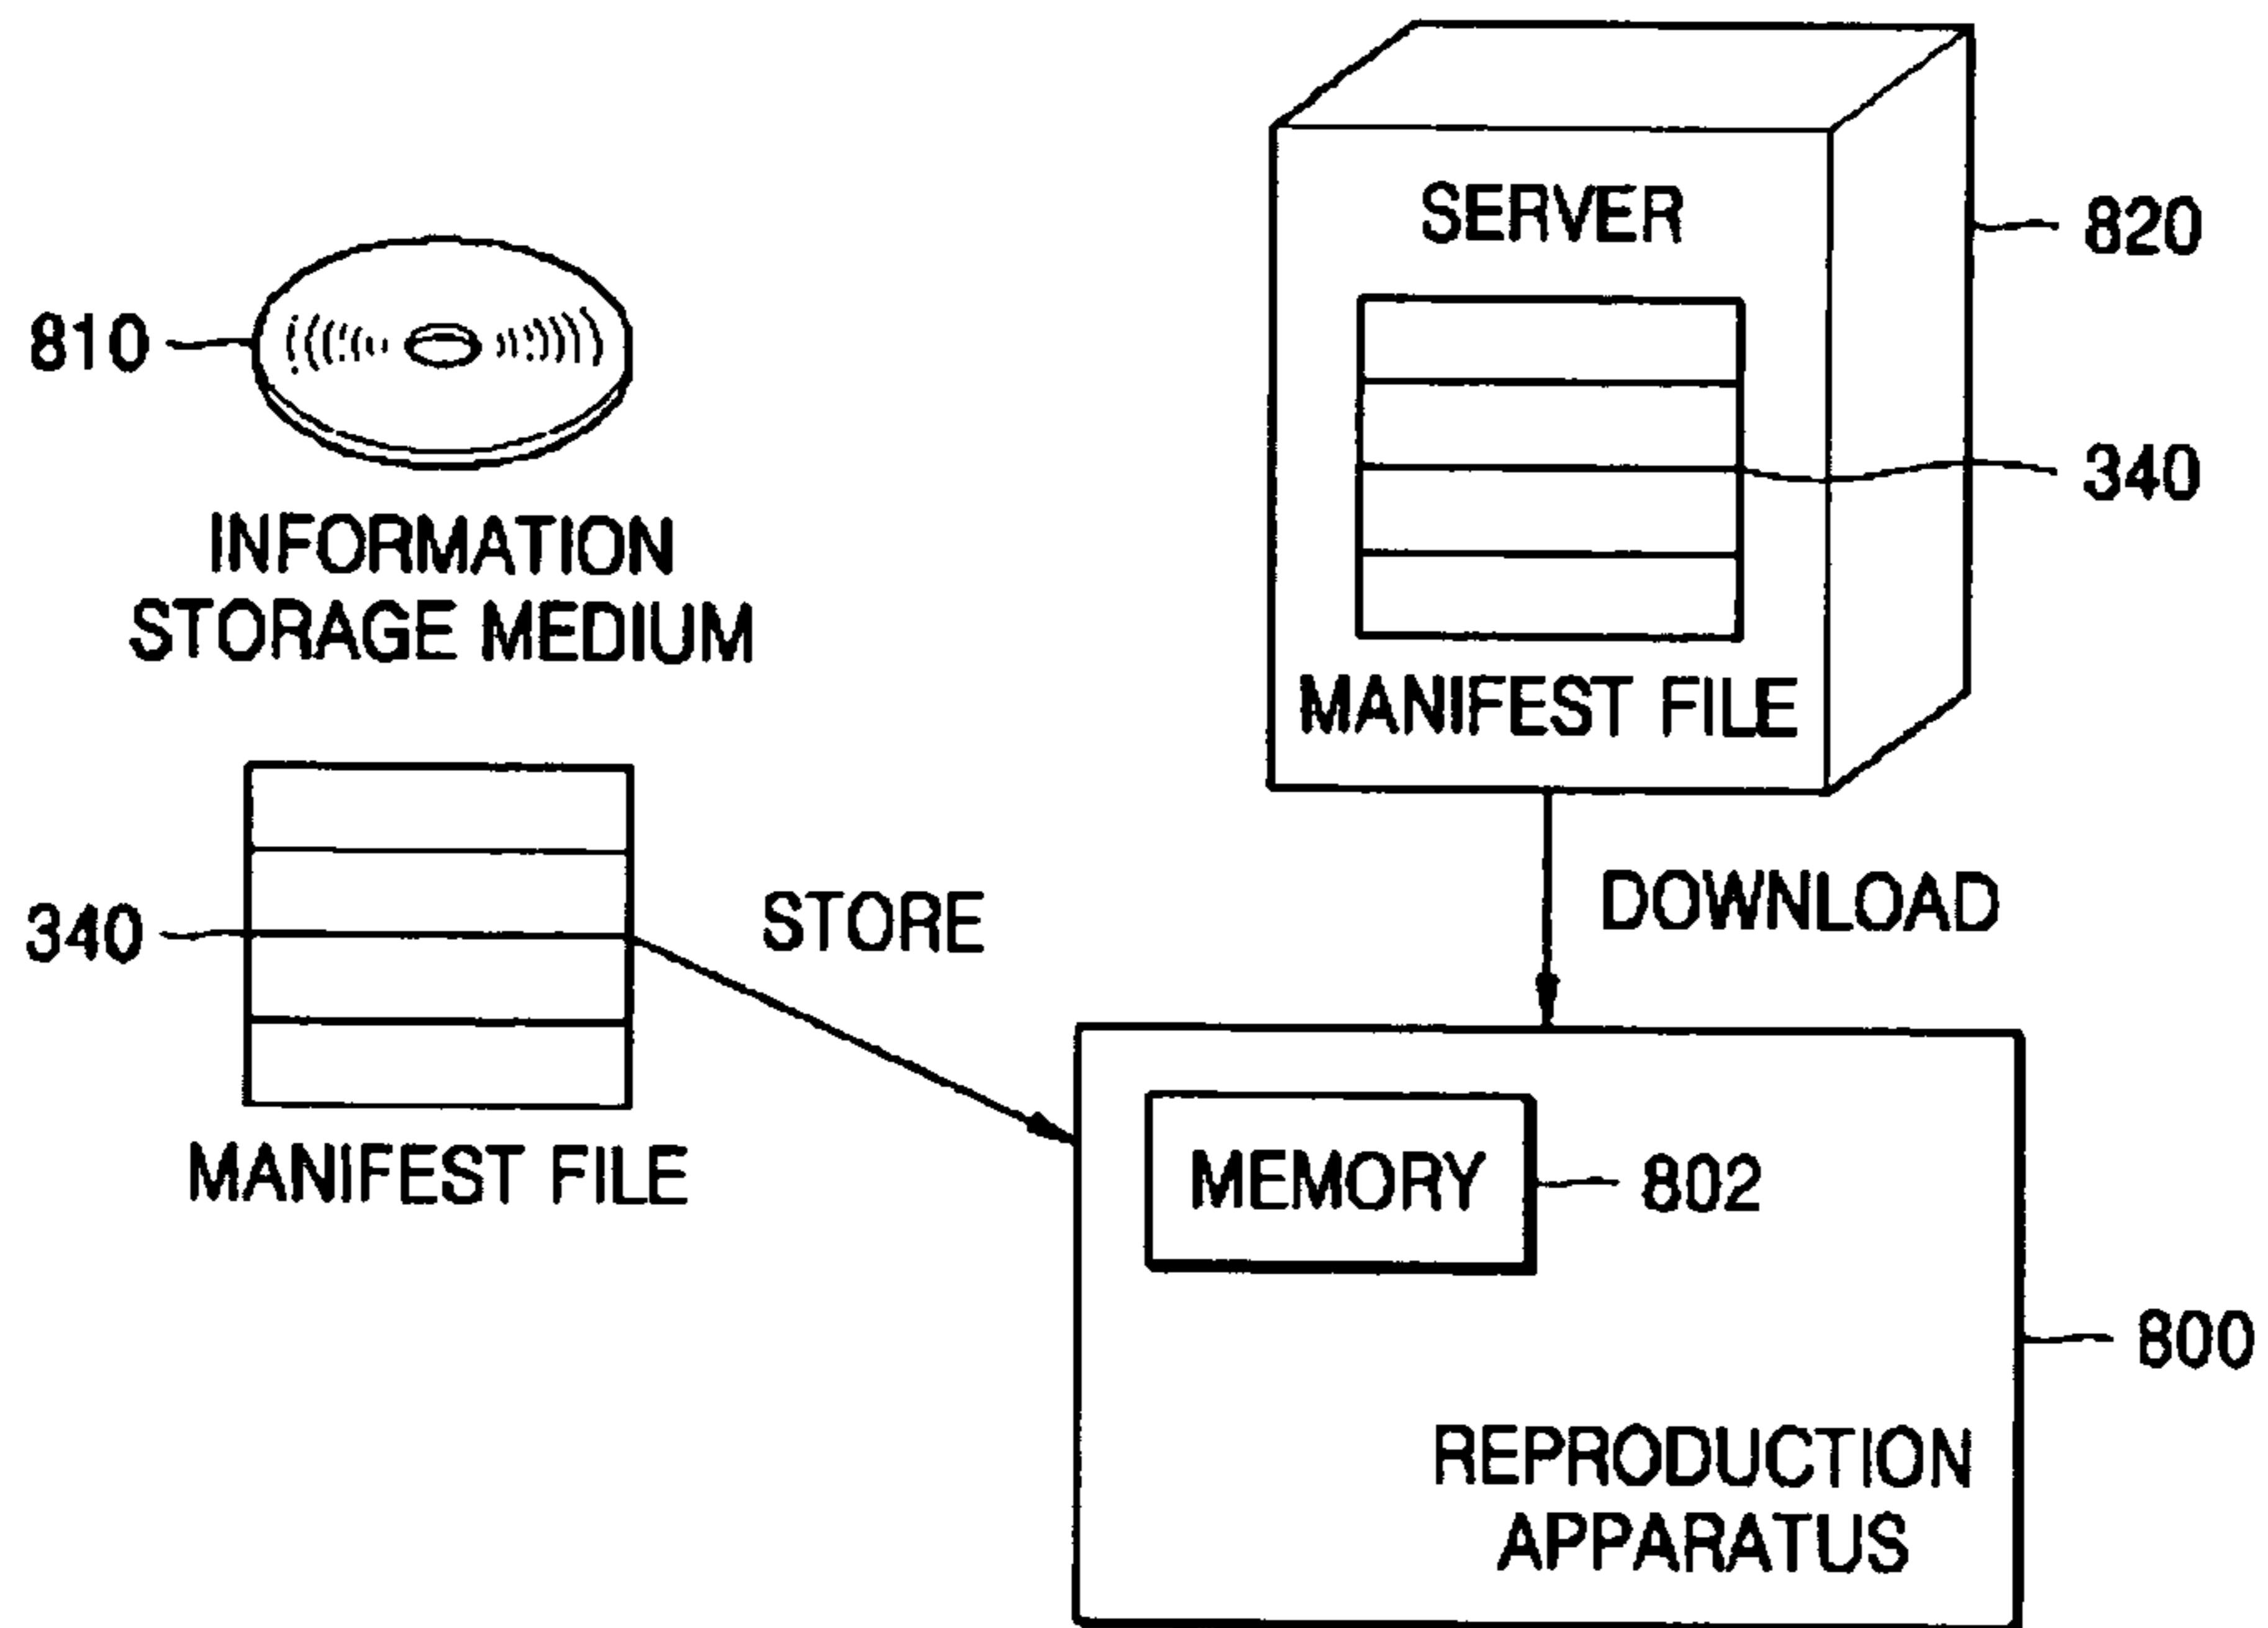 810
INFORMATION
STORAGE MEDIUM
SERVER
820
340
MANIFEST FILE
340
STORE
MANIFEST FILE
DOWNLOAD
MEMORY
802
800
REPRODUCTION
APPARATUS